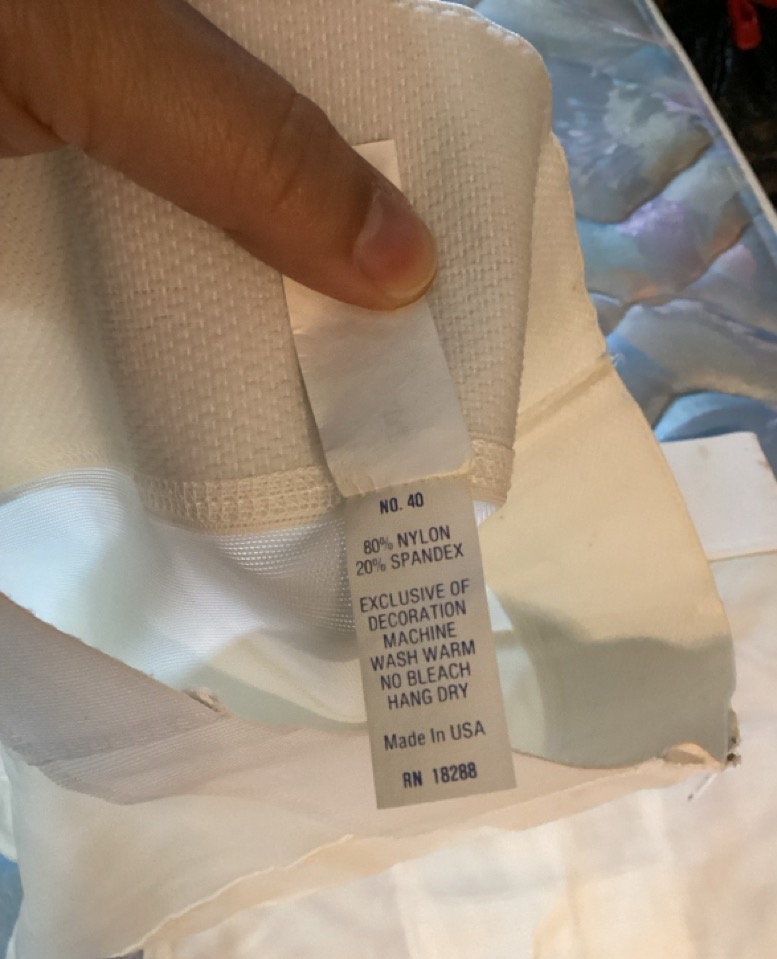 NO. 40
80% NYLON
20% SPANDEX
EXCLUSIVE OF
DECORATION
MACHINE
WASH WARM
NO BLEACH
HANG DRY
Made In USA
RN 18288